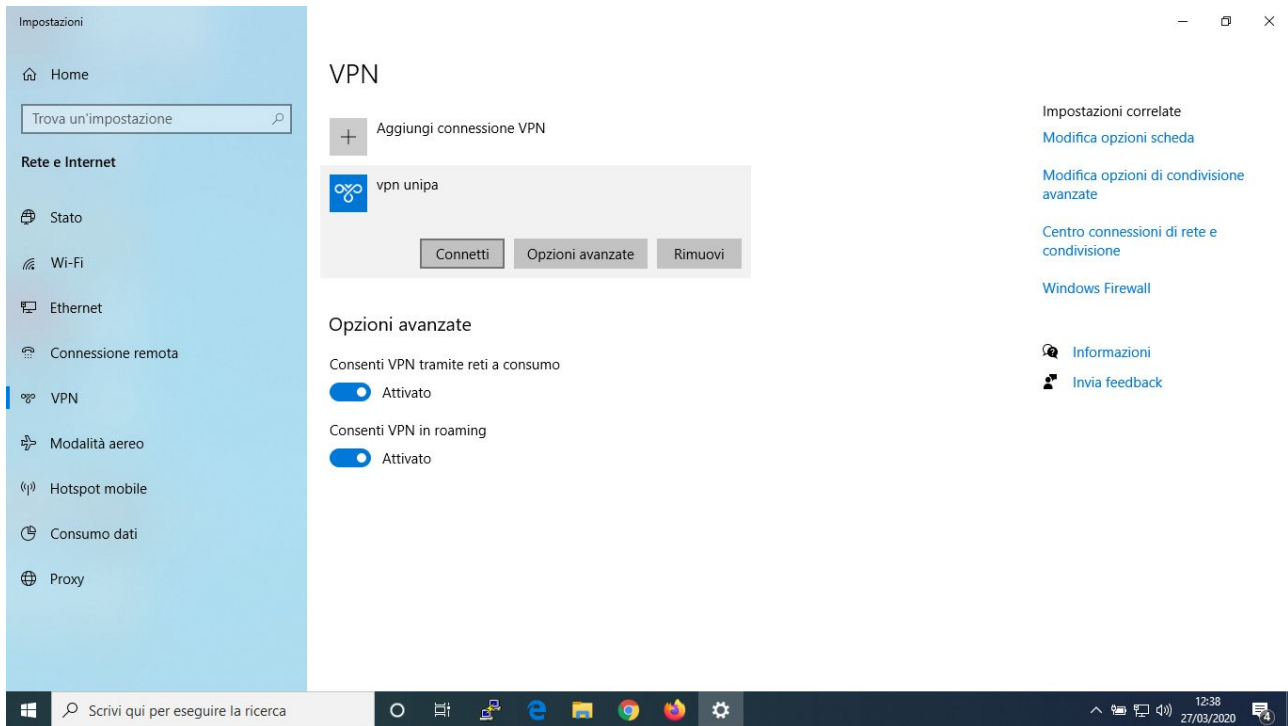 Impostazioni
Home
Trova un'impostazione
Rete e Internet
Stato
Wi-Fi
Ethernet
Connessione remota
VPN
Modalità aereo
Hotspot mobile
Consumo dati
Proxy
VPN
Aggiungi connessione VPN
vpn unipa
Connetti Opzioni avanzate Rimuovi
Opzioni avanzate
Consenti VPN tramite reti a consumo
Attivato
Consenti VPN in roaming
Attivato
Impostazioni correlate
Modifica opzioni scheda
Modifica opzioni di condivisione
avanzate
Centro connessioni di rete e
condivisione
Windows Firewall
Informazioni
Invia feedback
Scrivi qui per eseguire la ricerca
12:38
27/03/2020
4